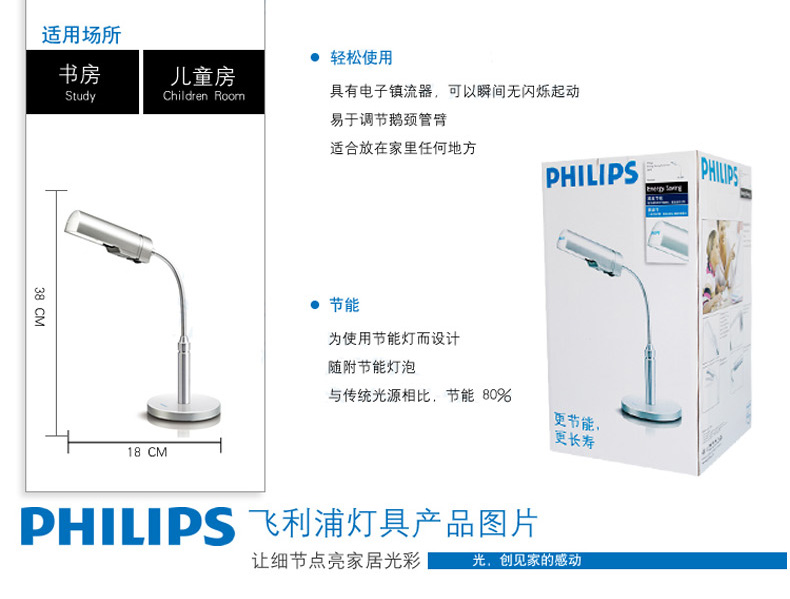 适用场所
书房
Study
儿童房
Children Room
38 CM
18 CM
轻松使用
具有电子镇流器，可以瞬间无闪烁起动
易于调节鹅颈管臂
适合放在家里任何地方
节能
为使用节能灯而设计
随附节能灯泡
与传统光源相比，节能 80%
PHILIPS
PHILIPS
Energy Saving
更节能，
更长寿
PHILIPS
飞利浦灯具产品图片
让细节点亮家居光彩
光，创见家的感动